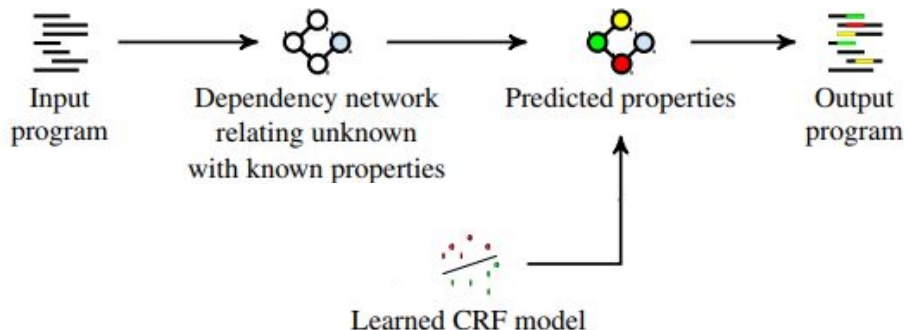 Input
program
Dependency network
relating unknown
with known properties
Predicted properties
Output
program
Learned CRF model